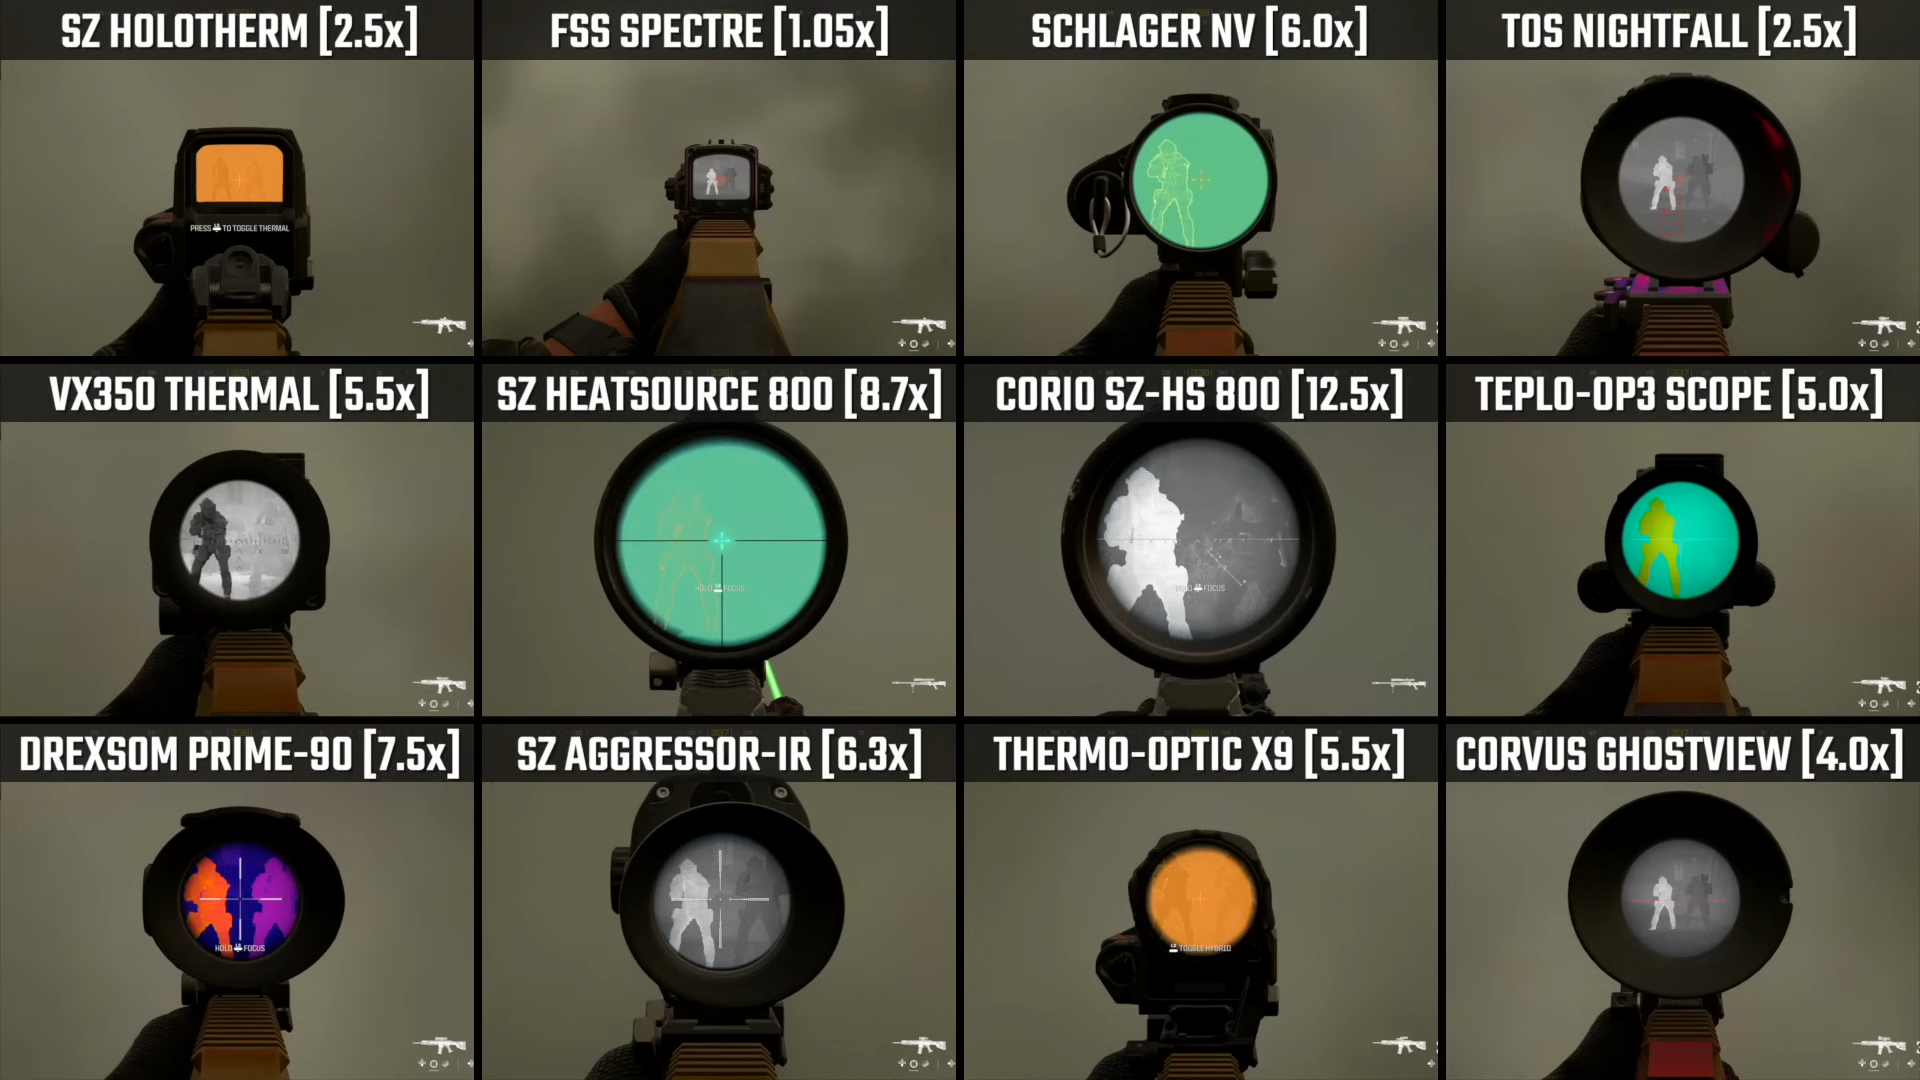 SZ HOLOTHERM [2.5x]
FSS SPECTRE [1.05x]
SCHLAGER NV [6.0x]
TOS NIGHTFALL [2.5x]
PRESS TO TOGGLE THERMAL
VX350 THERMAL [5.5x]
SZ HEATSOURCE 800 [8.7x]
CORIO SZ-HS 800 [12.5x]
TEPLO-OP3 SCOPE [5.0x]
HOLD FOCUS
HOLD FOCUS
DREXSOM PRIME-90 [7.5x]
SZ AGGRESSOR-IR [6.3x]
THERMO-OPTIC X9 [5.5x]
CORVUS GHOSTVIEW [4.0x]
HOLD FOCUS
TOGGLE HYBRID